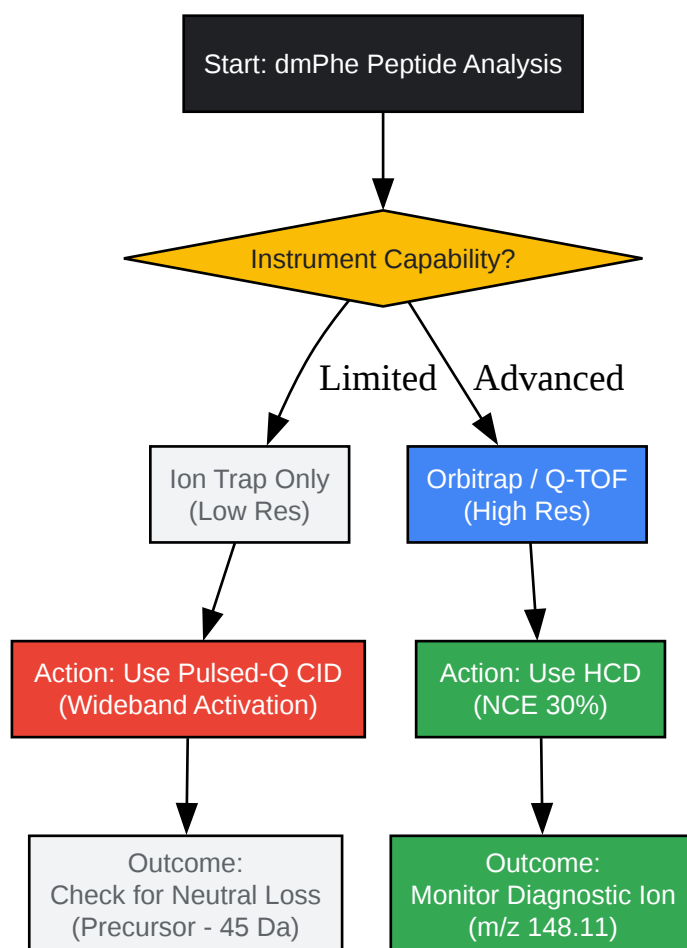 Start: dmPhe Peptide Analysis
Instrument Capability?
Limited
Advanced
Ion Trap Only
(Low Res)
Orbitrap / Q-TOF
(High Res)
Action: Use Pulsed-Q CID
(Wideband Activation)
Action: Use HCD
(NCE 30%)
Outcome:
Check for Neutral Loss
(Precursor - 45 Da)
Outcome:
Monitor Diagnostic Ion
(m/z 148.11)